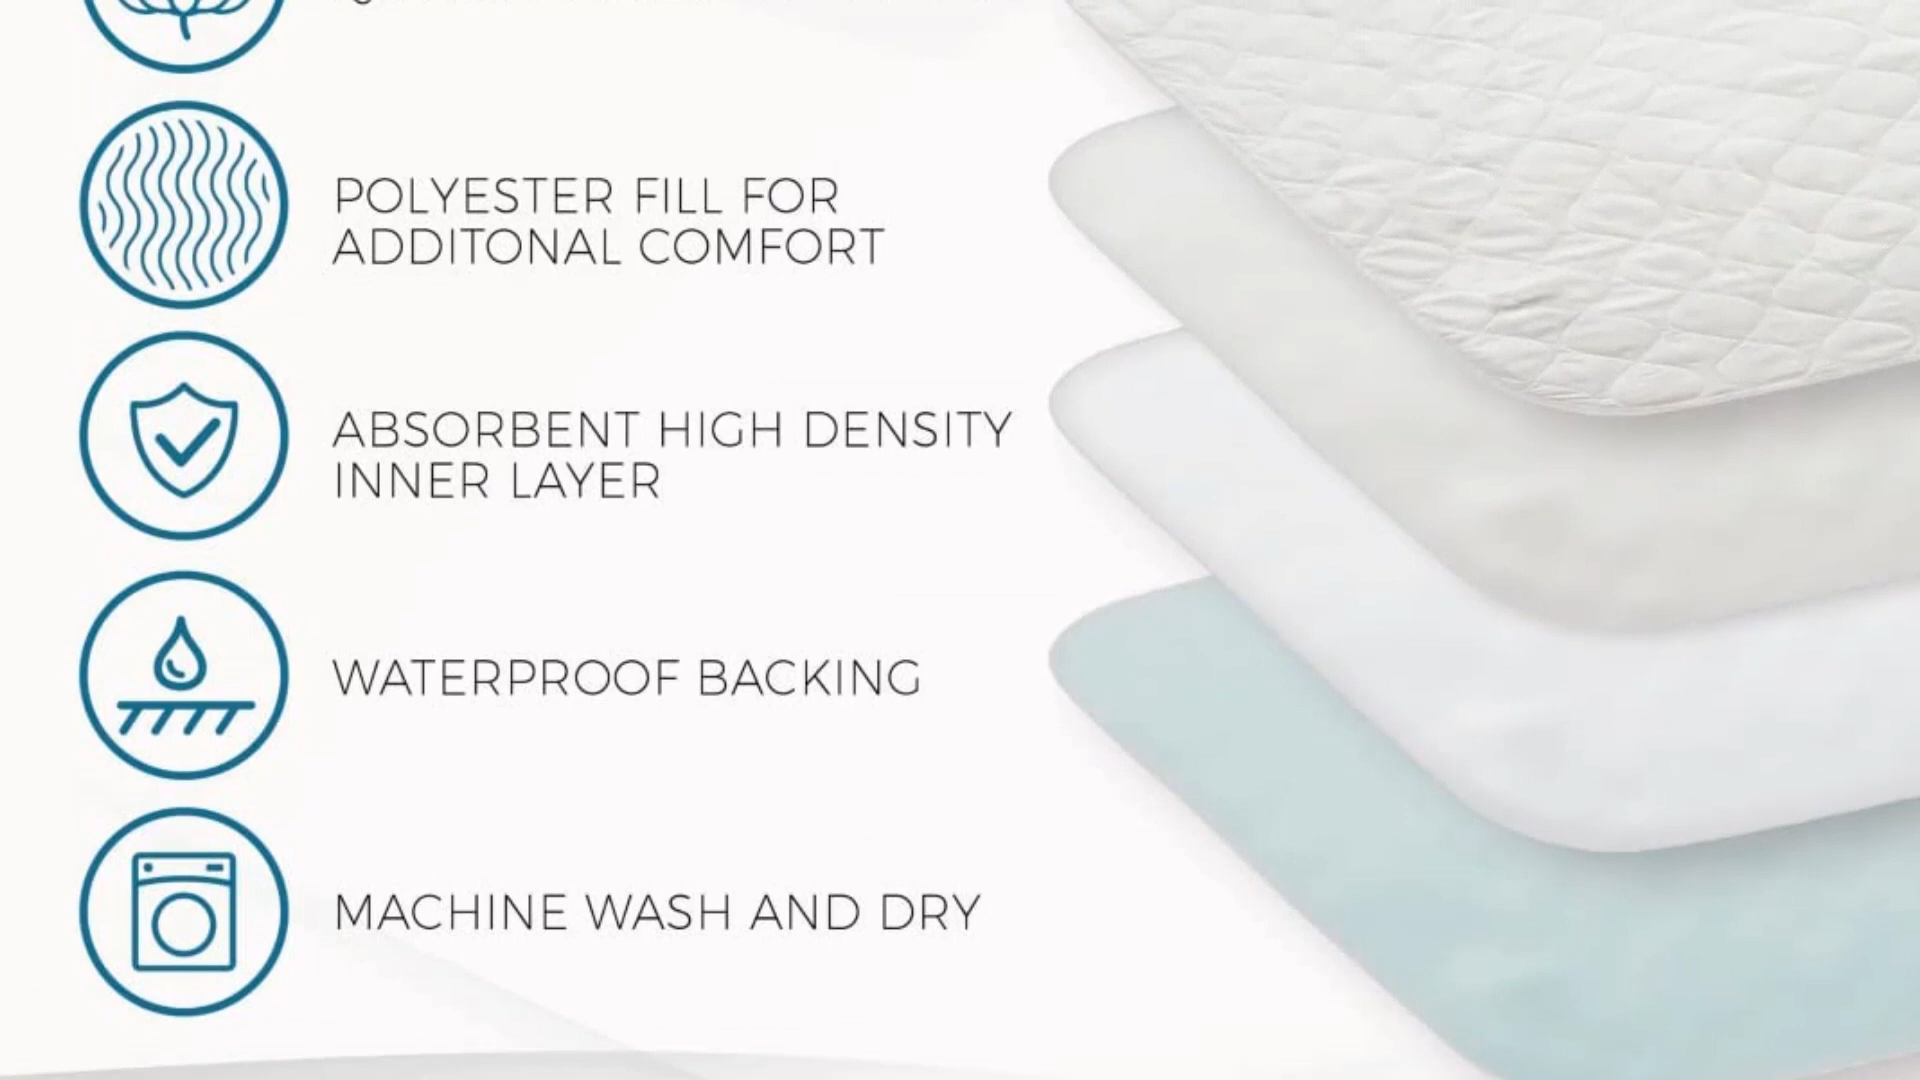 POLYESTER FILL FOR
ADDITONAL COMFORT
ABSORBENT HIGH DENSITY
INNER LAYER
WATERPROOF BACKING
MACHINE WASH AND DRY